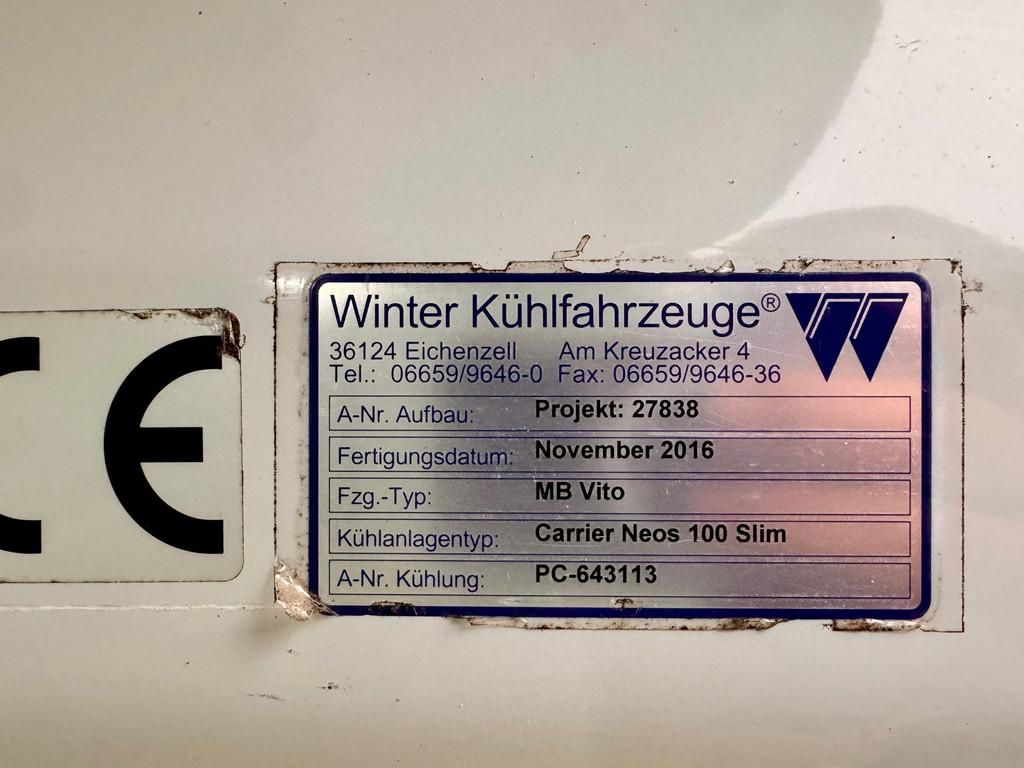 CE
Winter Kühlfahrzeuge®
36124 Eichenzell Am Kreuzacker 4
Tel.: 06659/9646-0 Fax: 06659/9646-36
A-Nr. Aufbau: Projekt: 27838
Fertigungsdatum: November 2016
Fzg.-Typ: MB Vito
Kühlanlagentyp: Carrier Neos 100 Slim
A-Nr. Kühlung: PC-643113